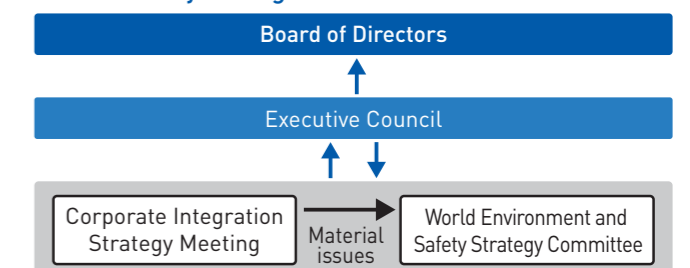 Board of Directors
Executive Council
Corporate Integration
Strategy Meeting
Material
issues
World Environment and
Safety Strategy Committee